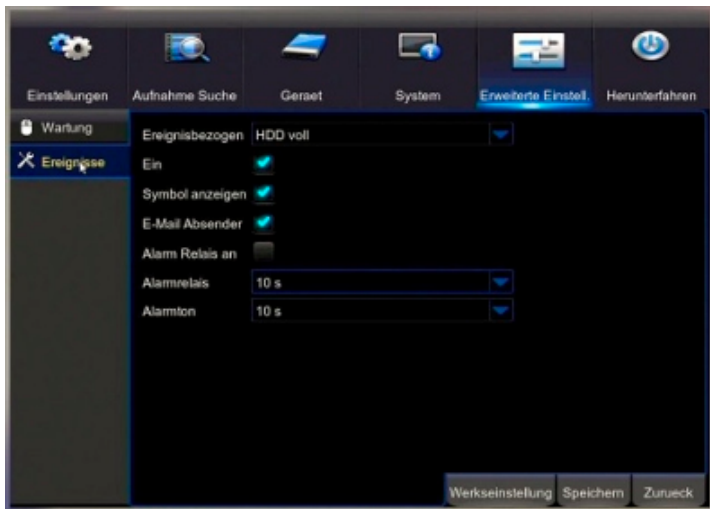 Einstellungen
Aufnahme Suche
Geraet
System
Erweiterte Einstell.
Herunterfahren
Wartung
Ereignisse
Ereignisbezogen HDD voll
Ein
Symbol anzeigen
E-Mail Absender
Alarm Relais an
Alarmrelais 10 s
Alarmton 10 s
Werkseinstellung Speichern Zurueck